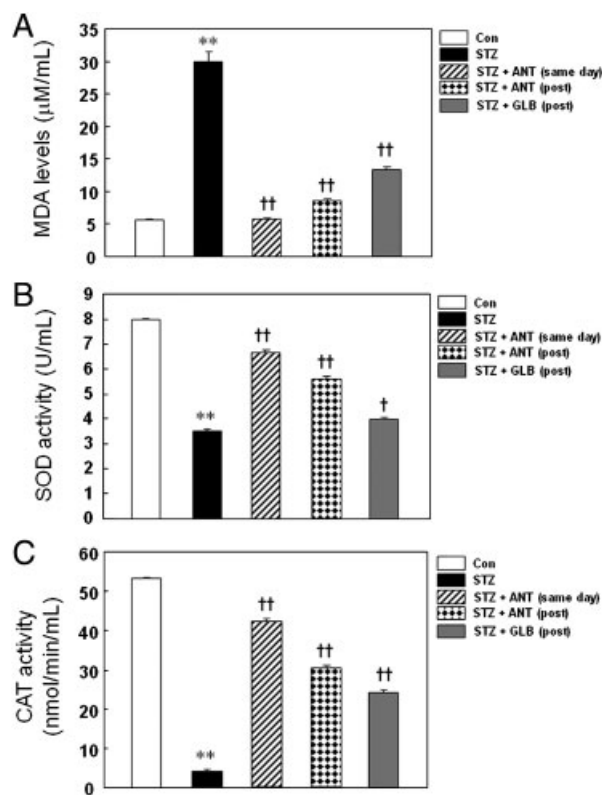 A
MDA levels (μM/mL)
35
30
25
20
15
10
5
0
**
††
††
††
Con
STZ
STZ + ANT (same day)
STZ + ANT (post)
STZ + GLB (post)
B
SOD activity (U/mL)
9
8
7
6
5
4
3
2
1
0
**
††
††
†
Con
STZ
STZ + ANT (same day)
STZ + ANT (post)
STZ + GLB (post)
C
CAT activity
(nmol/min/mL)
60
50
40
30
20
10
0
**
††
††
††
Con
STZ
STZ + ANT (same day)
STZ + ANT (post)
STZ + GLB (post)